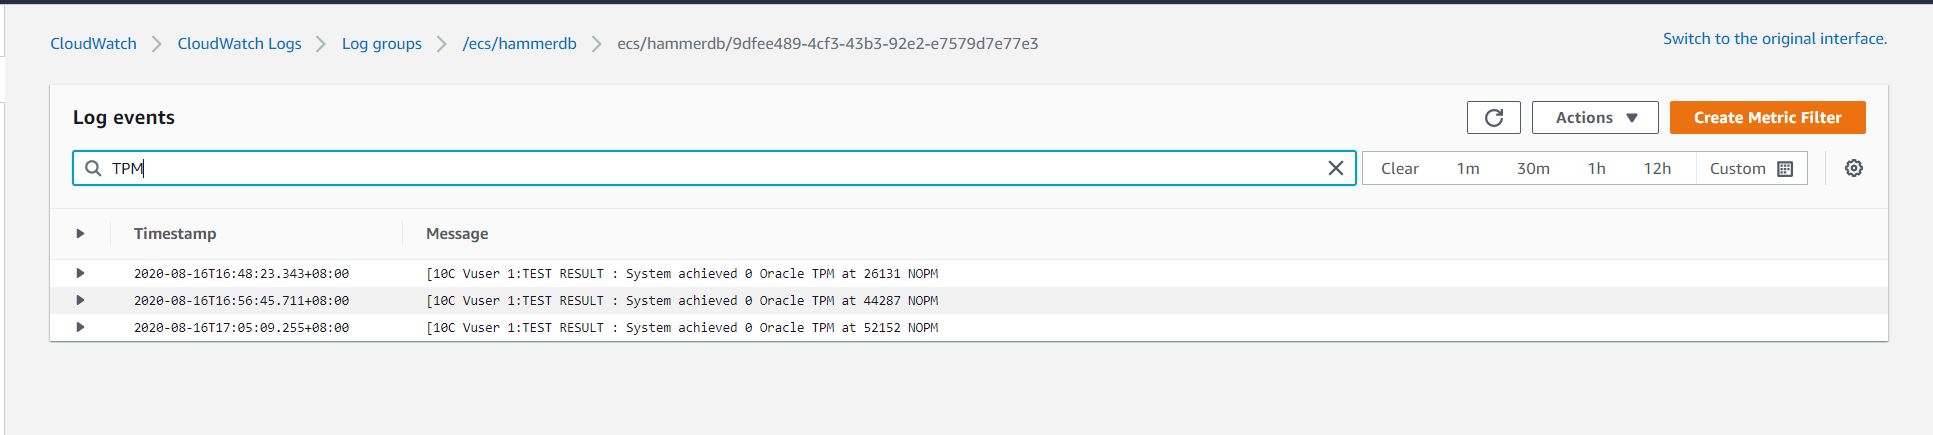 CloudWatch > CloudWatch Logs > Log groups > /ecs/hammerdb > ecs/hammerdb/9dfee489-4cf3-43b3-92e2-e7579d7e77e3
Switch to the original interface.
Log events
Actions
Create Metric Filter
TPM
Clear 1m 30m 1h 12h Custom
Timestamp Message
2020-08-16T16:48:23.343+08:00 [10C Vuser 1:TEST RESULT : System achieved 0 Oracle TPM at 26131 NOPM
2020-08-16T16:56:45.711+08:00 [10C Vuser 1:TEST RESULT : System achieved 0 Oracle TPM at 44287 NOPM
2020-08-16T17:05:09.255+08:00 [10C Vuser 1:TEST RESULT : System achieved 0 Oracle TPM at 52152 NOPM